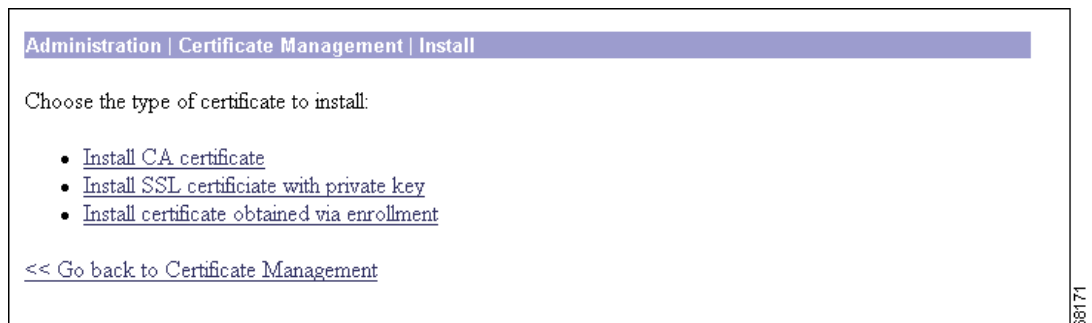 Administration | Certificate Management | Install
Choose the type of certificate to install:
• Install CA certificate
• Install SSL certificiate with private key
• Install certificate obtained via enrollment
<< Go back to Certificate Management
68171